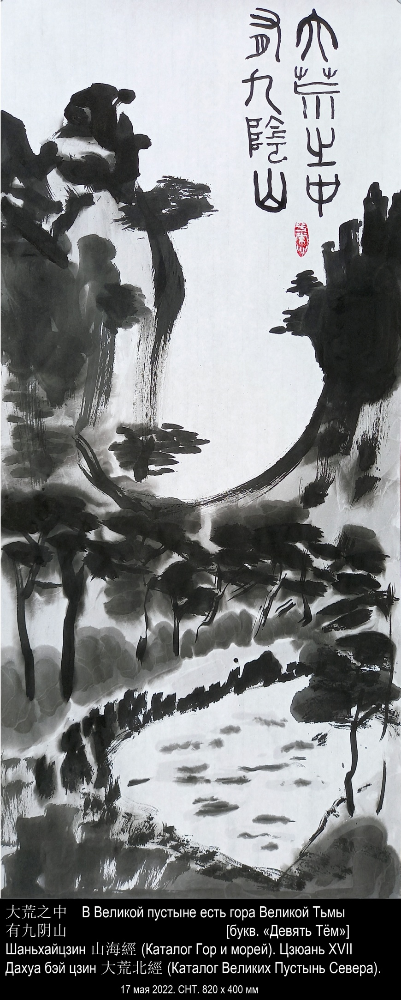 大荒之中
有九陰山
大荒之中 В Великой пустыне есть гора Великой Тьмы
有九阴山 [букв. «Девять Тём»]
Шаньхайцзин 山海經 (Каталог Гор и морей). Цзюань XVII
Дахуа бэй цзин 大荒北經 (Каталог Великих Пустынь Севера).
17 мая 2022. СНТ. 820 х 400 мм